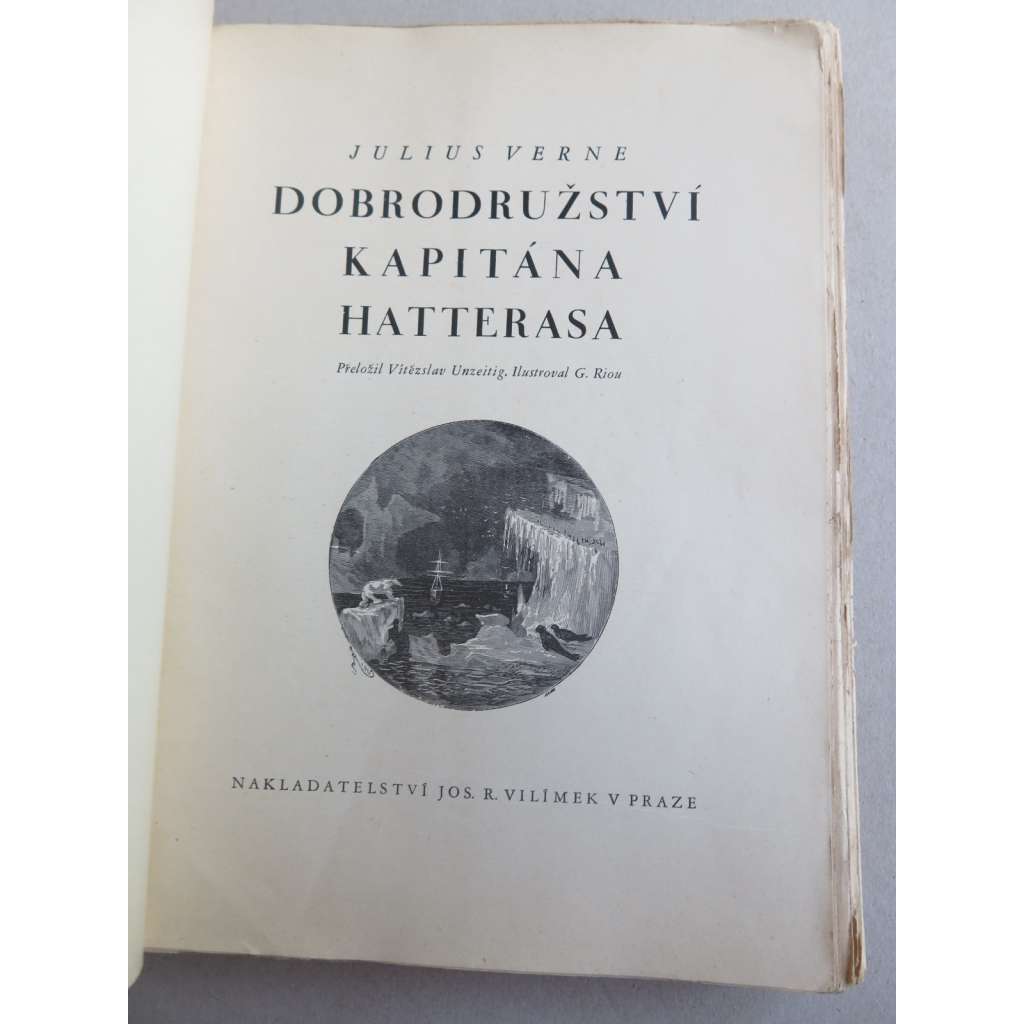 JULIUS VERNE
DOBRODRUŽSTVÍ
KAPITÁNA
HATTERASA
Přeložil Vítězslav Unzeitig. Ilustroval G. Riou
NAKLADATELSTVÍ JOS. R. VILÍMEK V PRAZE